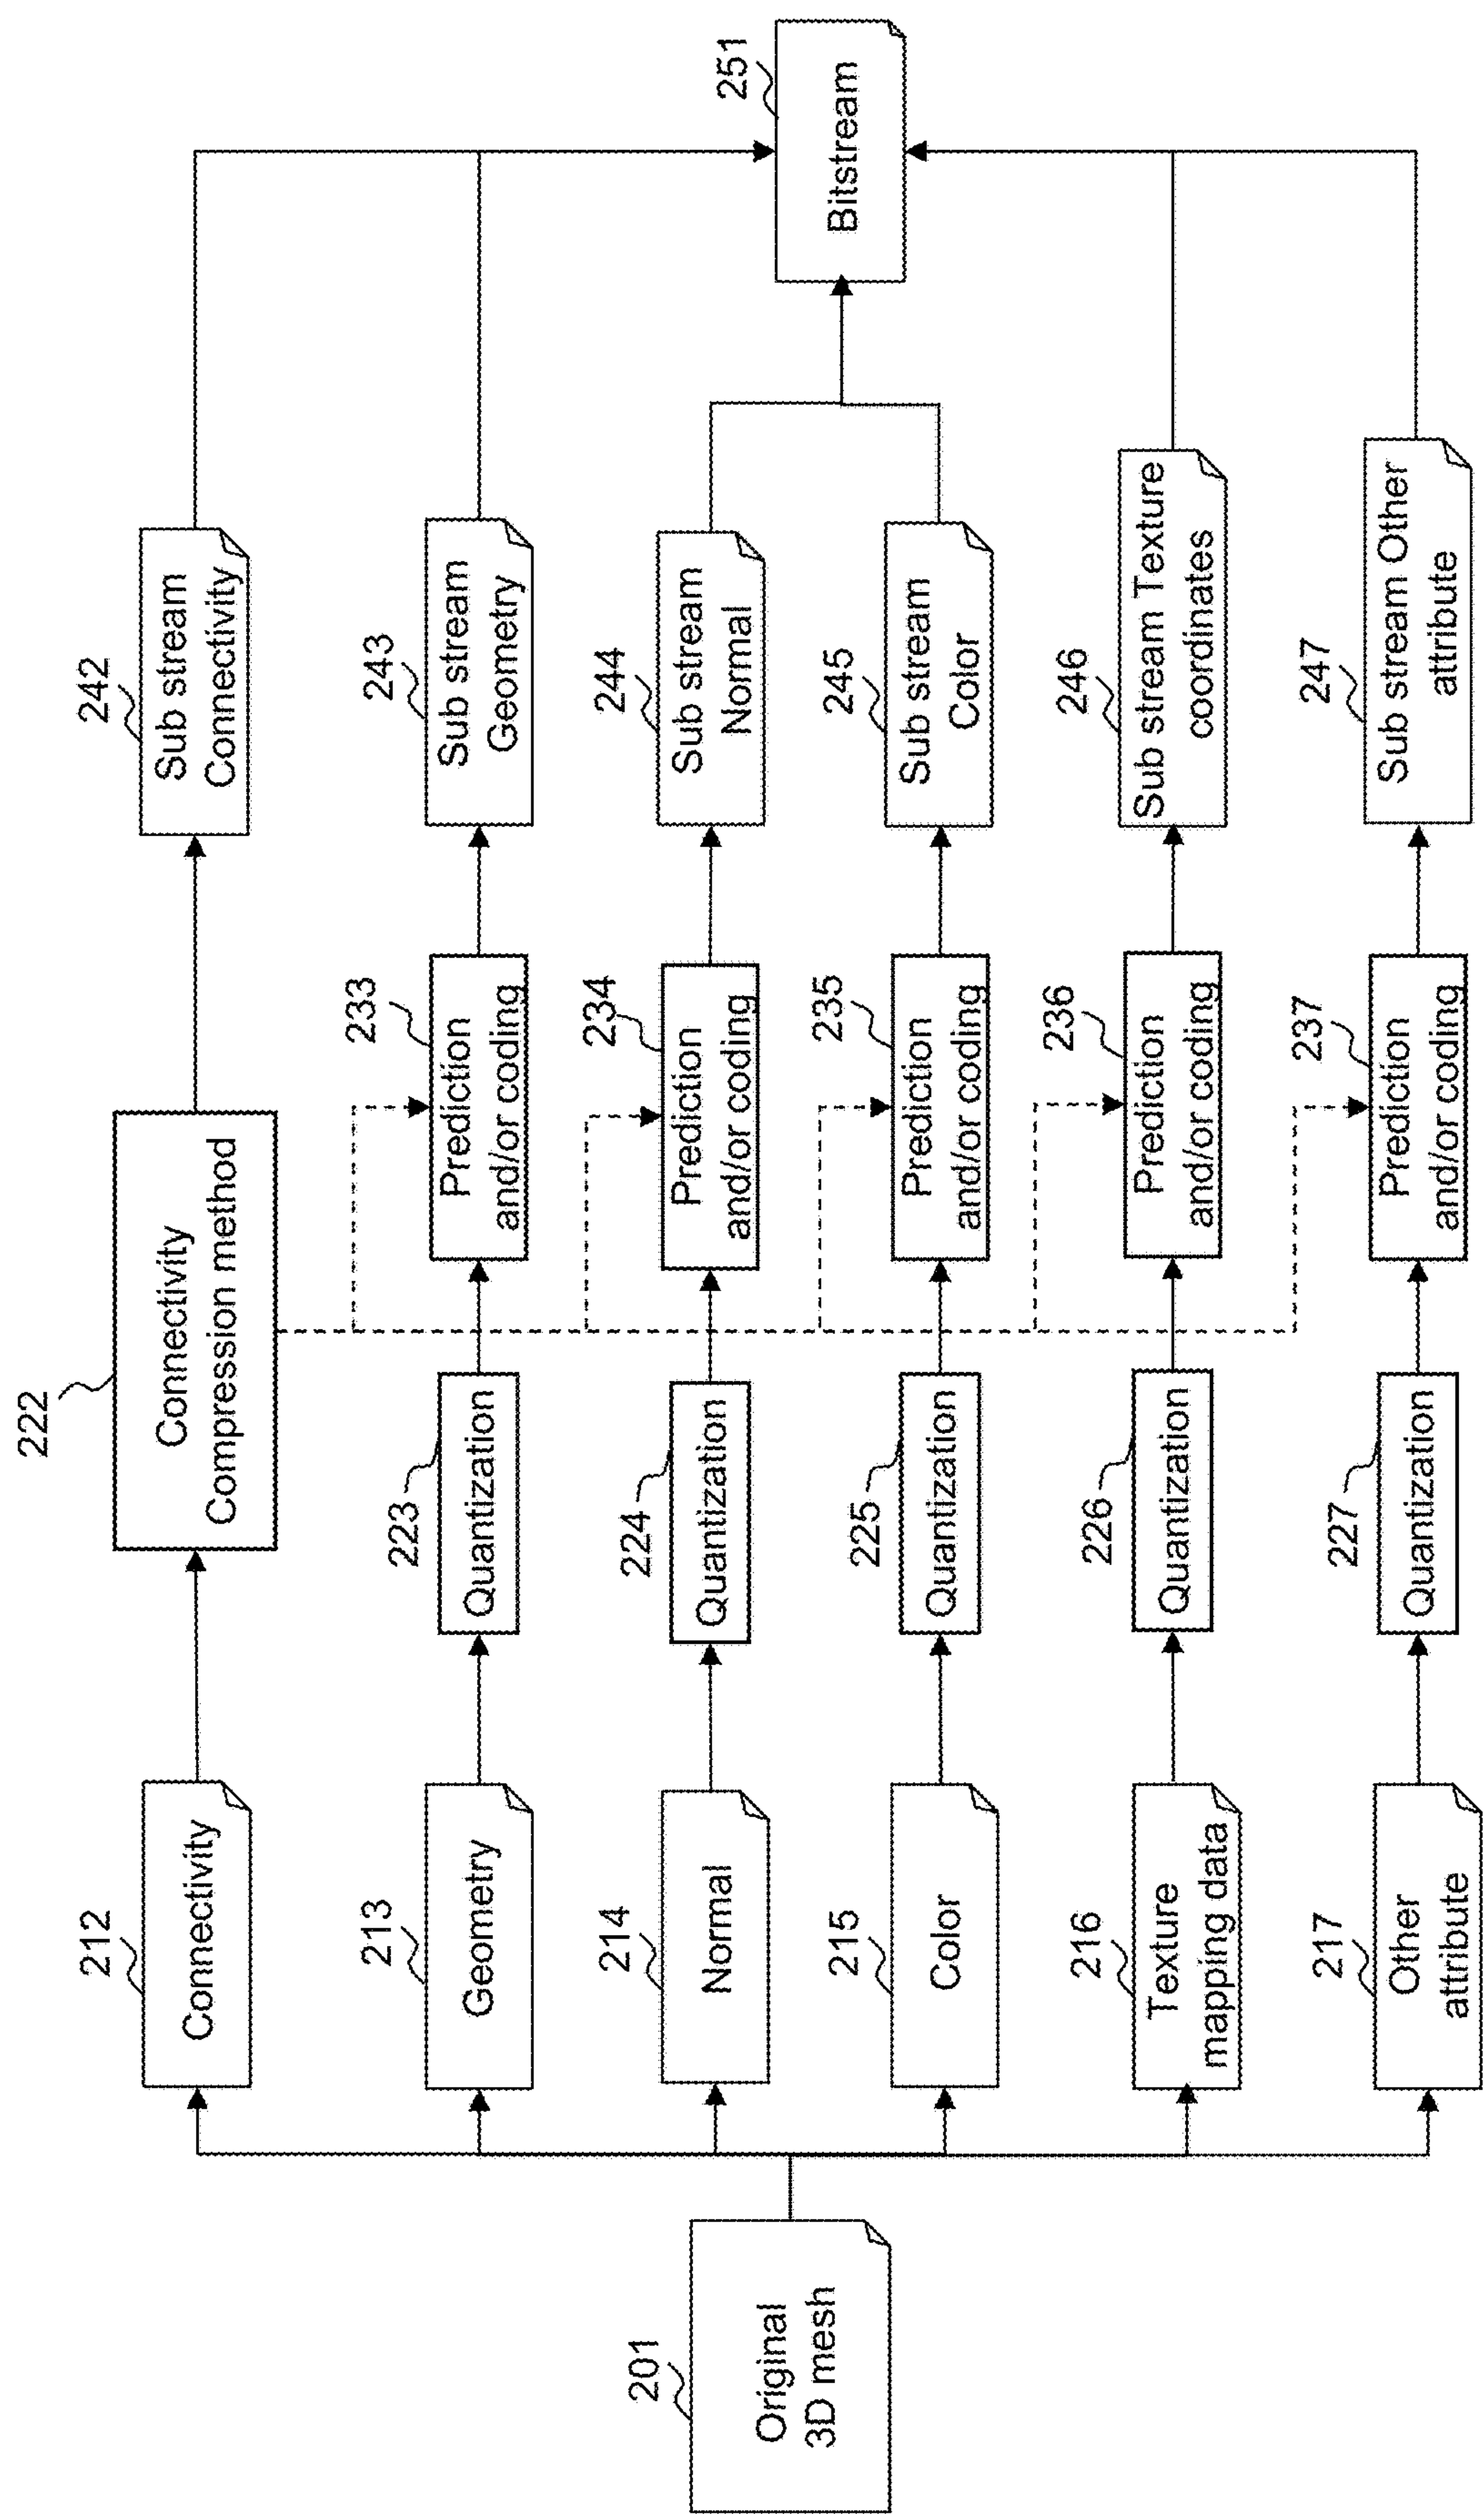 201
Original
3D mesh
212
Connectivity
213
Geometry
214
Normal
215
Color
216
Texture
mapping data
217
Other
attribute
222
Connectivity
Compression method
223
Quantization
224
Quantization
225
Quantization
226
Quantization
227
Quantization
233
Prediction
and/or coding
234
Prediction
and/or coding
235
Prediction
and/or coding
236
Prediction
and/or coding
237
Prediction
and/or coding
242
Sub stream
Connectivity
243
Sub stream
Geometry
244
Sub stream
Normal
245
Sub stream
Color
246
Sub stream Texture
coordinates
247
Sub stream Other
attribute
251
Bitstream